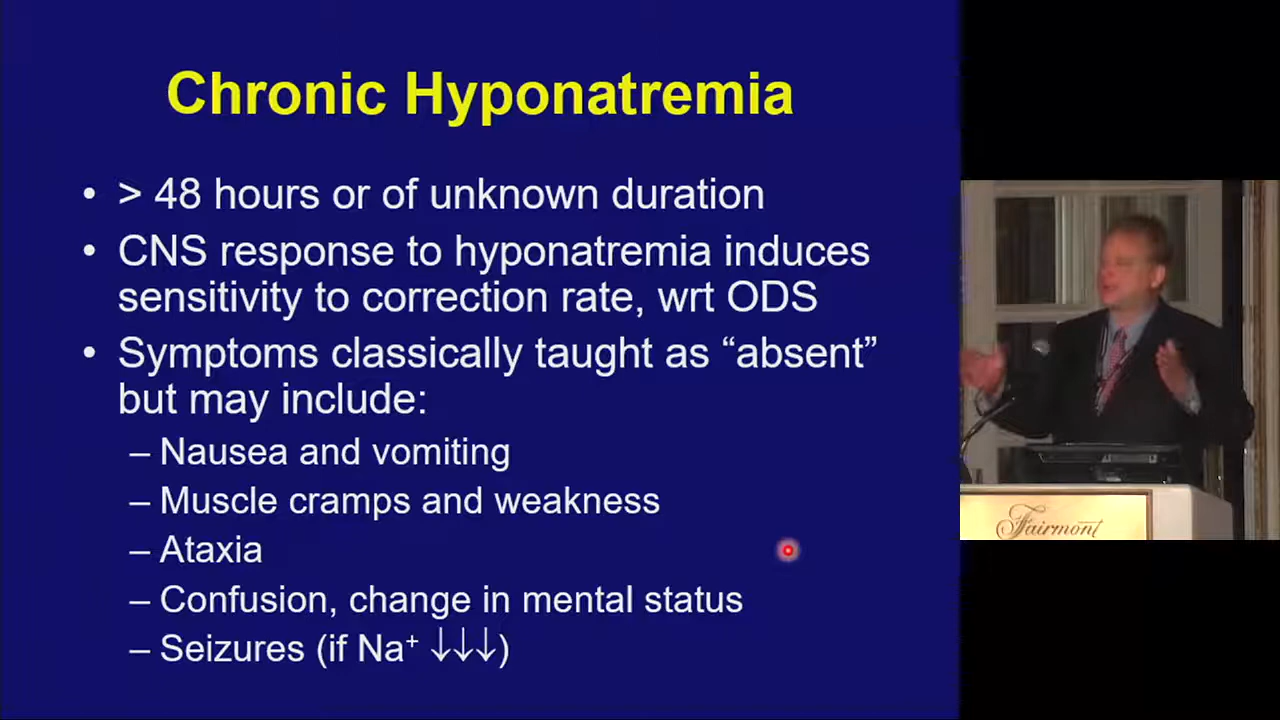 Chronic Hyponatremia
• > 48 hours or of unknown duration
• CNS response to hyponatremia induces
sensitivity to correction rate, wrt ODS
• Symptoms classically taught as “absent”
but may include:
– Nausea and vomiting
– Muscle cramps and weakness
– Ataxia
– Confusion, change in mental status
– Seizures (if Na⁺ ↓↓↓)
Fairmont